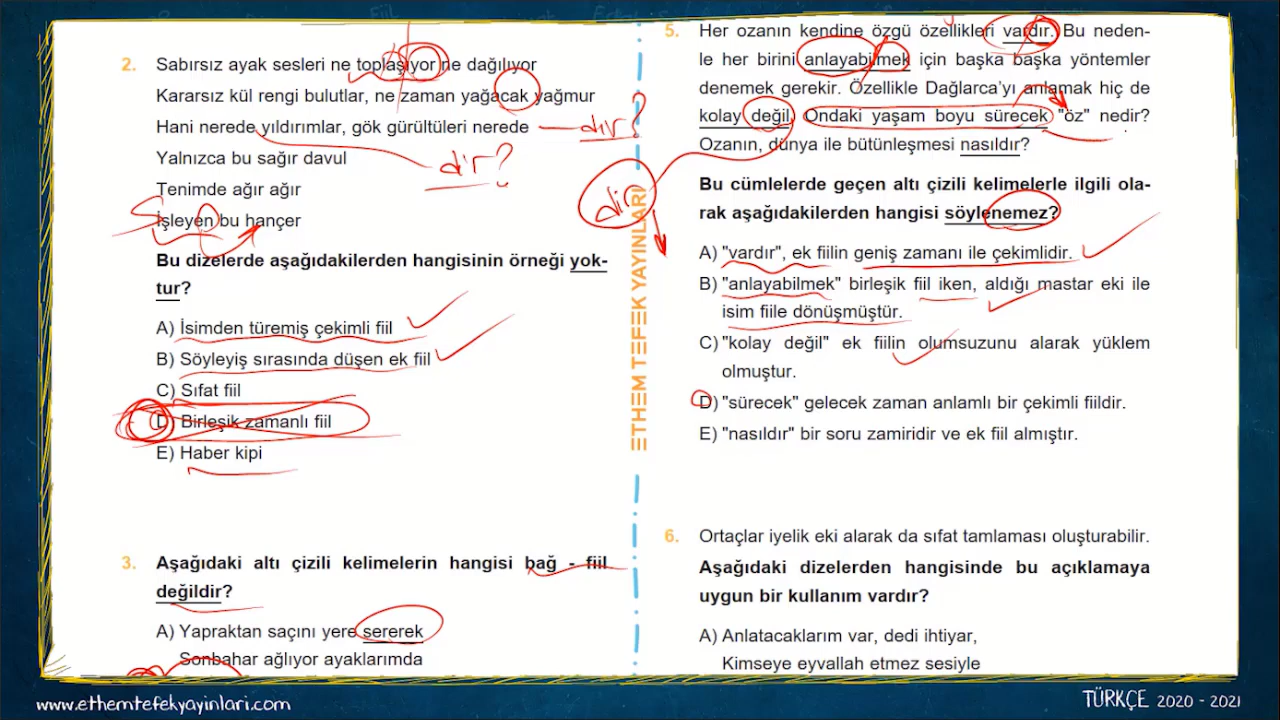 2. Sabırsız ayak sesleri ne toplaşıyor ne dağılıyor
Kararsız kül rengi bulutlar, ne zaman yağacak yağmur
Hani nerede yıldırımlar, gök gürültüleri nerede
dır?
Yalnızca bu sağır davul
dir?
Tenimde ağır ağır
İşleyen bu hançer
S.
Bu dizelerde aşağıdakilerden hangisinin örneği yok-
tur?
A) İsimden türemiş çekimli fiil
B) Söyleyiş sırasında düşen ek fiil
C) Sıfat fiil
D) Birleşik zamanlı fiil
E) Haber kipi
3. Aşağıdaki altı çizili kelimelerin hangisi bağ - fiil
değildir?
A) Yapraktan saçını yere sererek
Sonbahar ağlıyor ayaklarımda
ETHEM TEFEK YAYINLARI
dir
5. Her ozanın kendine özgü özellikleri vardır. Bu neden-
le her birini anlayabilmek için başka başka yöntemler
denemek gerekir. Özellikle Dağlarca’yı anlamak hiç de
kolay değil. Ondaki yaşam boyu sürecek "öz" nedir?
Ozanın, dünya ile bütünleşmesi nasıldır?
Bu cümlelerde geçen altı çizili kelimelerle ilgili ola-
rak aşağıdakilerden hangisi söylenemez?
A) "vardır", ek fiilin geniş zamanı ile çekimlidir.
B) "anlayabilmek" birleşik fiil iken, aldığı mastar eki ile
isim fiile dönüşmüştür.
C) "kolay değil" ek fiilin olumsuzunu alarak yüklem
olmuştur.
D) "sürecek" gelecek zaman anlamlı bir çekimli fiildir.
E) "nasıldır" bir soru zamiridir ve ek fiil almıştır.
6. Ortaçlar iyelik eki alarak da sıfat tamlaması oluşturabilir.
Aşağıdaki dizelerden hangisinde bu açıklamaya
uygun bir kullanım vardır?
A) Anlatacaklarım var, dedi ihtiyar,
Kimseye eyvallah etmez sesiyle
www.ethemtefekyayinlari.com
TÜRKÇE 2020 - 2021